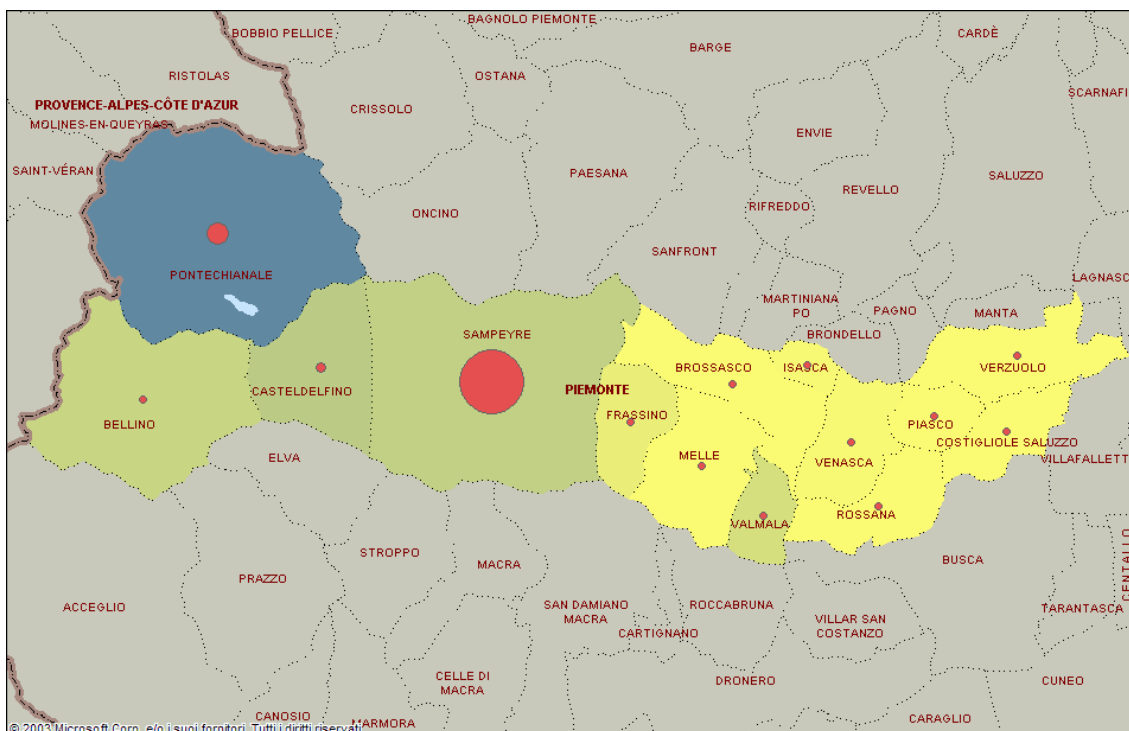 BAGNOLO PIEMONTE
BOBBIO PELLICE
CARDÈ
BARGE
RISTOLAS
OSTANA
SCARNAFI
PROVENCE-ALPES-CÔTE D'AZUR
CRISSOLO
MOLINES-EN-QUEYRAS
ENVIE
SAINT-VÉRAN
PAESANA
SALUZZO
REVELLO
RIFREDDO
ONCINO
SANFRONT
PONTECHIANALE
LAGNASC
MARTINIANA
PO
PAGNO
MANTA
SAMPEYRE
BRONDELLO
BROSSASCO
ISASCA
VERZUOLO
CASTELDELFINO
PIEMONTE
FRASSINO
BELLINO
PIASCO
COSTIGLIOLE SALUZZO
ELVA
MELLE
VENASCA
VILLAFALLETT
VALMALA
ROSSANA
STROPPO
MACRA
BUSCA
CENTALLO
PRAZZO
ACCEGLIO
SAN DAMIANO
MACRA
ROCCABRUNA
TARANTASCA
CARTIGNANO
VILLAR SAN
COSTANZO
CELLE DI
MACRA
DRONERO
CUNEO
CANOSIO
MARMORA
CARAGLIO
© 2003 Microsoft Corp. e/o i suoi fornitori. Tutti i diritti riservati.